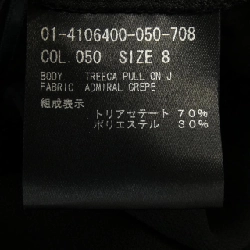 01-4106400-050-708
COL.050 SIZE 8
BODY TREECA PULL ON J
FABRIC ADMIRAL CREPE
組成表示
トリアセテート 70%
ポリエステル 30%